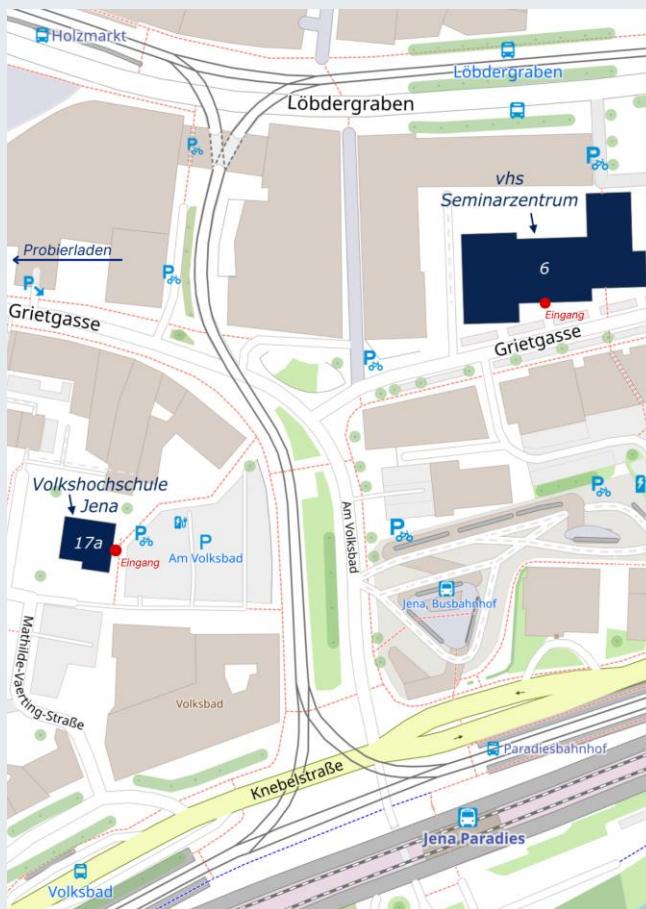 Holzmarkt
Löbdergraben
Löbdergraben
P
P
vhs
Seminarzentrum
6
Eingang
Probierladen
P
P
Grietgasse
Grietgasse
P
Volkshochschule
Jena
17a
Eingang
P
P
Am Volksbad
Am Volksbad
P
P
Jena, Busbahnhof
Mathilde-Vaerting-Straße
Volksbad
Paradiesbahnhof
Knebelstraße
Jena Paradies
Volksbad